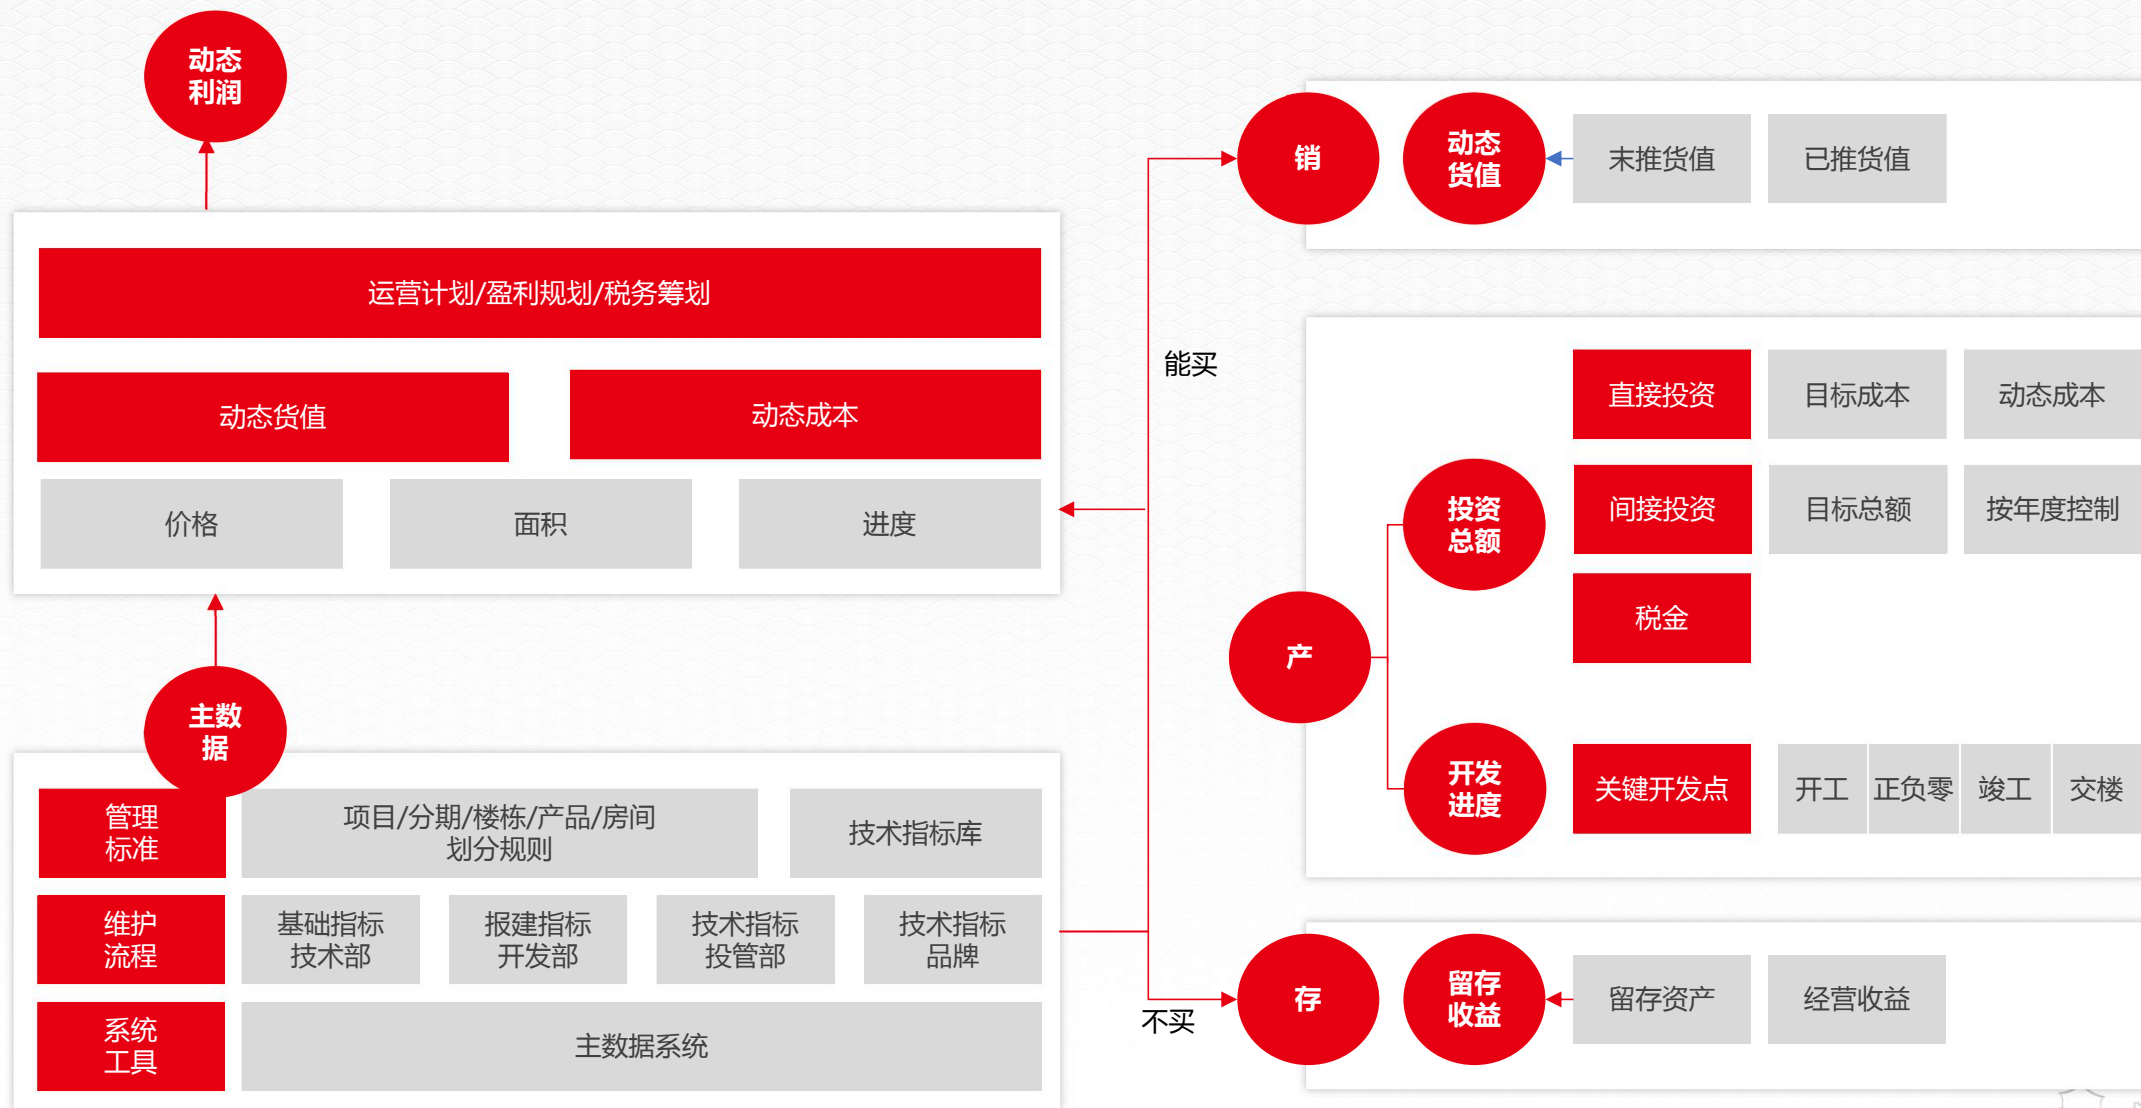 动态
利润
运营计划/盈利规划/税务筹划
动态货值
动态成本
价格
面积
进度
主数
据
管理
标准
项目/分期/楼栋/产品/房间
划分规则
技术指标库
维护
流程
基础指标
技术部
报建指标
开发部
技术指标
投管部
技术指标
品牌
系统
工具
主数据系统
能买
不买
销
动态
货值
末推货值
已推货值
产
投资
总额
直接投资
目标成本
动态成本
间接投资
目标总额
按年度控制
税金
开发
进度
关键开发点
开工
正负零
竣工
交楼
存
留存
收益
留存资产
经营收益